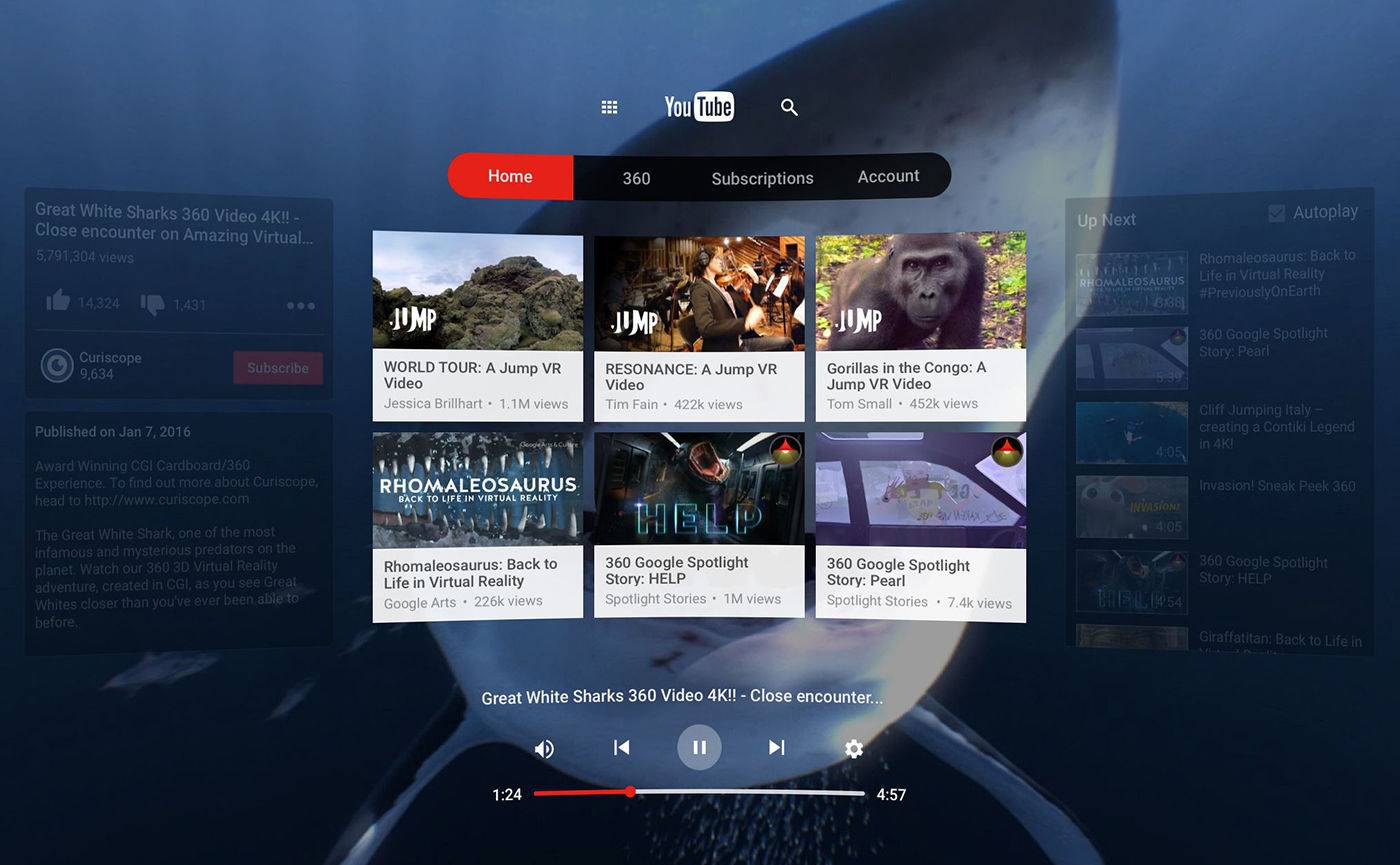 YouTube
Home
360
Subscriptions
Account
Great White Sharks 360 Video 4K!! -
Close encounter on Amazing Virtual...
5,791,304 views
14,324
1,431
Curiscope
9,634
Subscribe
Published on Jan 7, 2016
Award Winning CGI Cardboard/360
Experience. To find out more about Curiscope,
head to http://www.curiscope.com
The Great White Shark, one of the most
infamous and mysterious predators on the
planet. Watch our 360 3D Virtual Reality
adventure, created in CGI, as you see Great
Whites closer than you've ever been able to
before.
JUMP
WORLD TOUR: A Jump VR
Video
Jessica Brillhart • 1.1M views
JUMP
RESONANCE: A Jump VR
Video
Tim Fain • 422k views
JUMP
Gorillas in the Congo: A
Jump VR Video
Tom Small • 452k views
Google Arts & Culture
RHOMALEOSAURUS
BACK TO LIFE IN VIRTUAL REALITY
Rhomaleosaurus: Back to
Life in Virtual Reality
Google Arts • 226k views
HELP
360 Google Spotlight
Story: HELP
Spotlight Stories • 1M views
360 Google Spotlight
Story: Pearl
Spotlight Stories • 7.4k views
Up Next
Autoplay
RHOMALEOSAURUS
8:38
Rhomaleosaurus: Back to
Life in Virtual Reality
#PreviouslyOnEarth
5:39
360 Google Spotlight
Story: Pearl
4:05
Cliff Jumping Italy –
creating a Contiki Legend
in 4K!
INVASION!
4:05
Invasion! Sneak Peek 360
HELP
4:54
360 Google Spotlight
Story: HELP
Giraffatitan: Back to Life in
Virtual Reality
Great White Sharks 360 Video 4K!! - Close encounter...
1:24
4:57